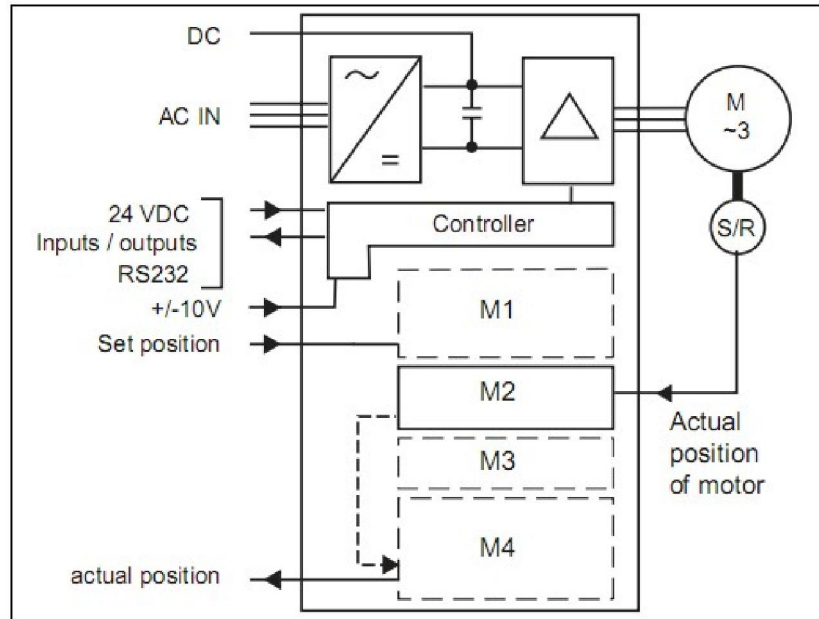 DC
AC IN
M
~3
24 VDC
Inputs / outputs
RS232
Controller
S/R
+/-10V
Set position
M1
M2
Actual
position
of motor
M3
M4
actual position